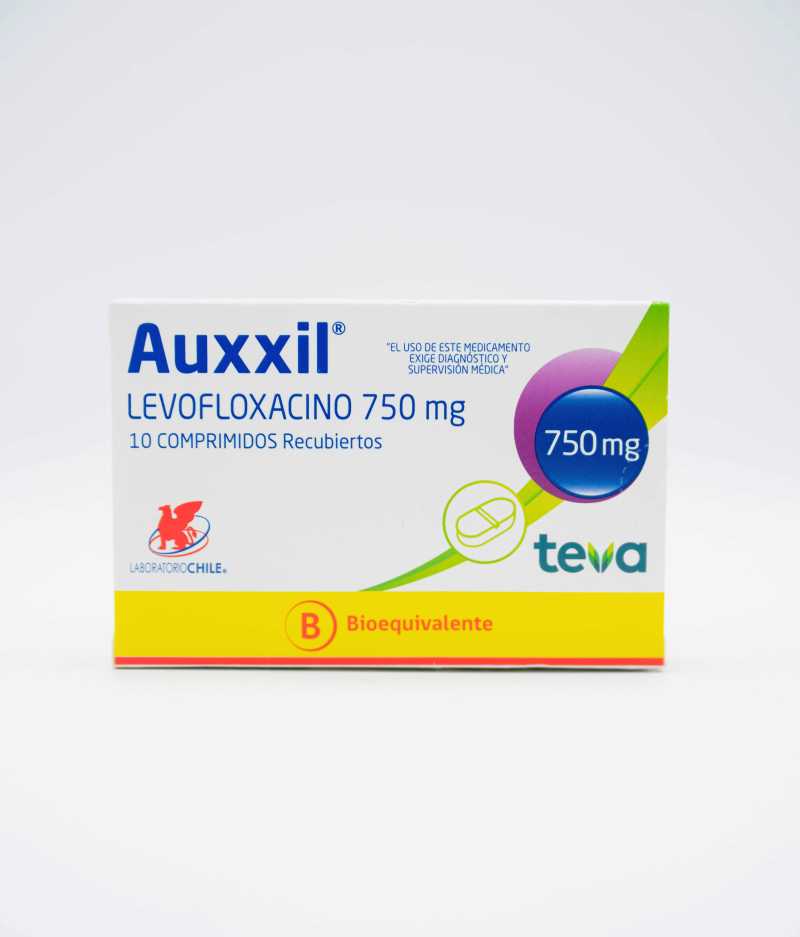 Auxxil®
"EL USO DE ESTE MEDICAMENTO
EXIGE DIAGNÓSTICO Y
SUPERVISIÓN MÉDICA"
LEVOFLOXACINO 750 mg
10 COMPRIMIDOS Recubiertos
750 mg
LABORATORIOCHILE®
teva
B Bioequivalente